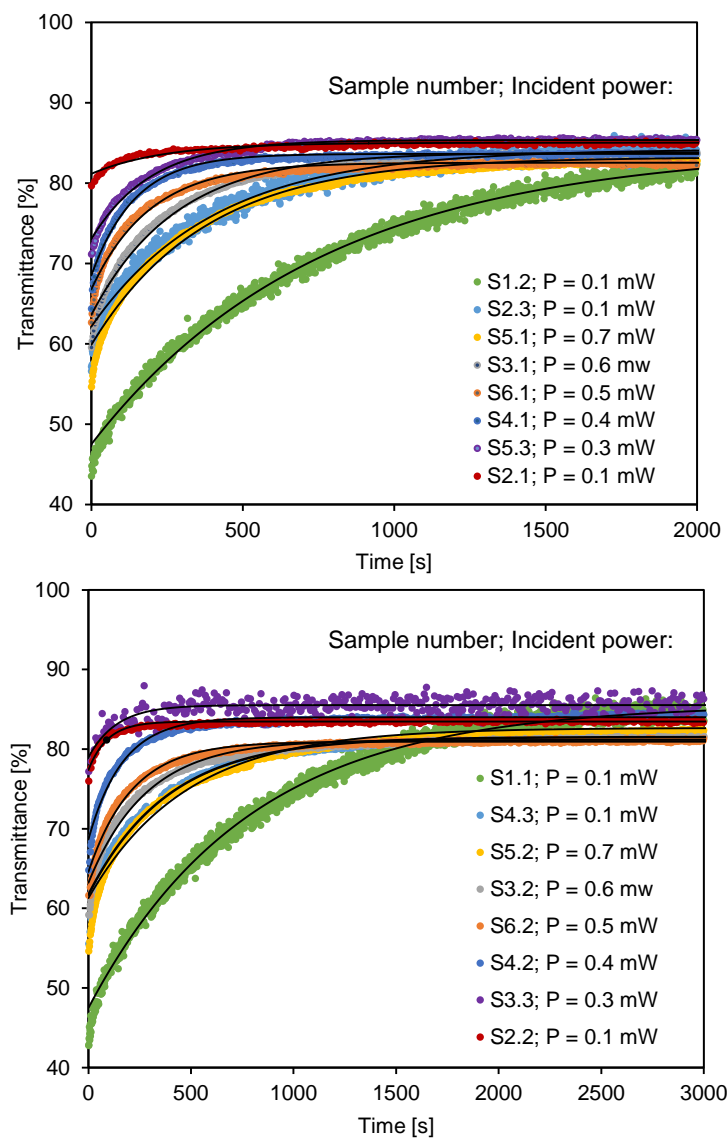 100
Sample number; Incident power:
90
80
70
60
50
40
Transmittance [%]
S1.2; P = 0.1 mW
S2.3; P = 0.1 mW
S5.1; P = 0.7 mW
S3.1; P = 0.6 mw
S6.1; P = 0.5 mW
S4.1; P = 0.4 mW
S5.3; P = 0.3 mW
S2.1; P = 0.1 mW
0 500 1000 1500 2000
Time [s]
100
Sample number; Incident power:
90
80
70
60
50
40
Transmittance [%]
S1.1; P = 0.1 mW
S4.3; P = 0.1 mW
S5.2; P = 0.7 mW
S3.2; P = 0.6 mw
S6.2; P = 0.5 mW
S4.2; P = 0.4 mW
S3.3; P = 0.3 mW
S2.2; P = 0.1 mW
0 500 1000 1500 2000 2500 3000
Time [s]